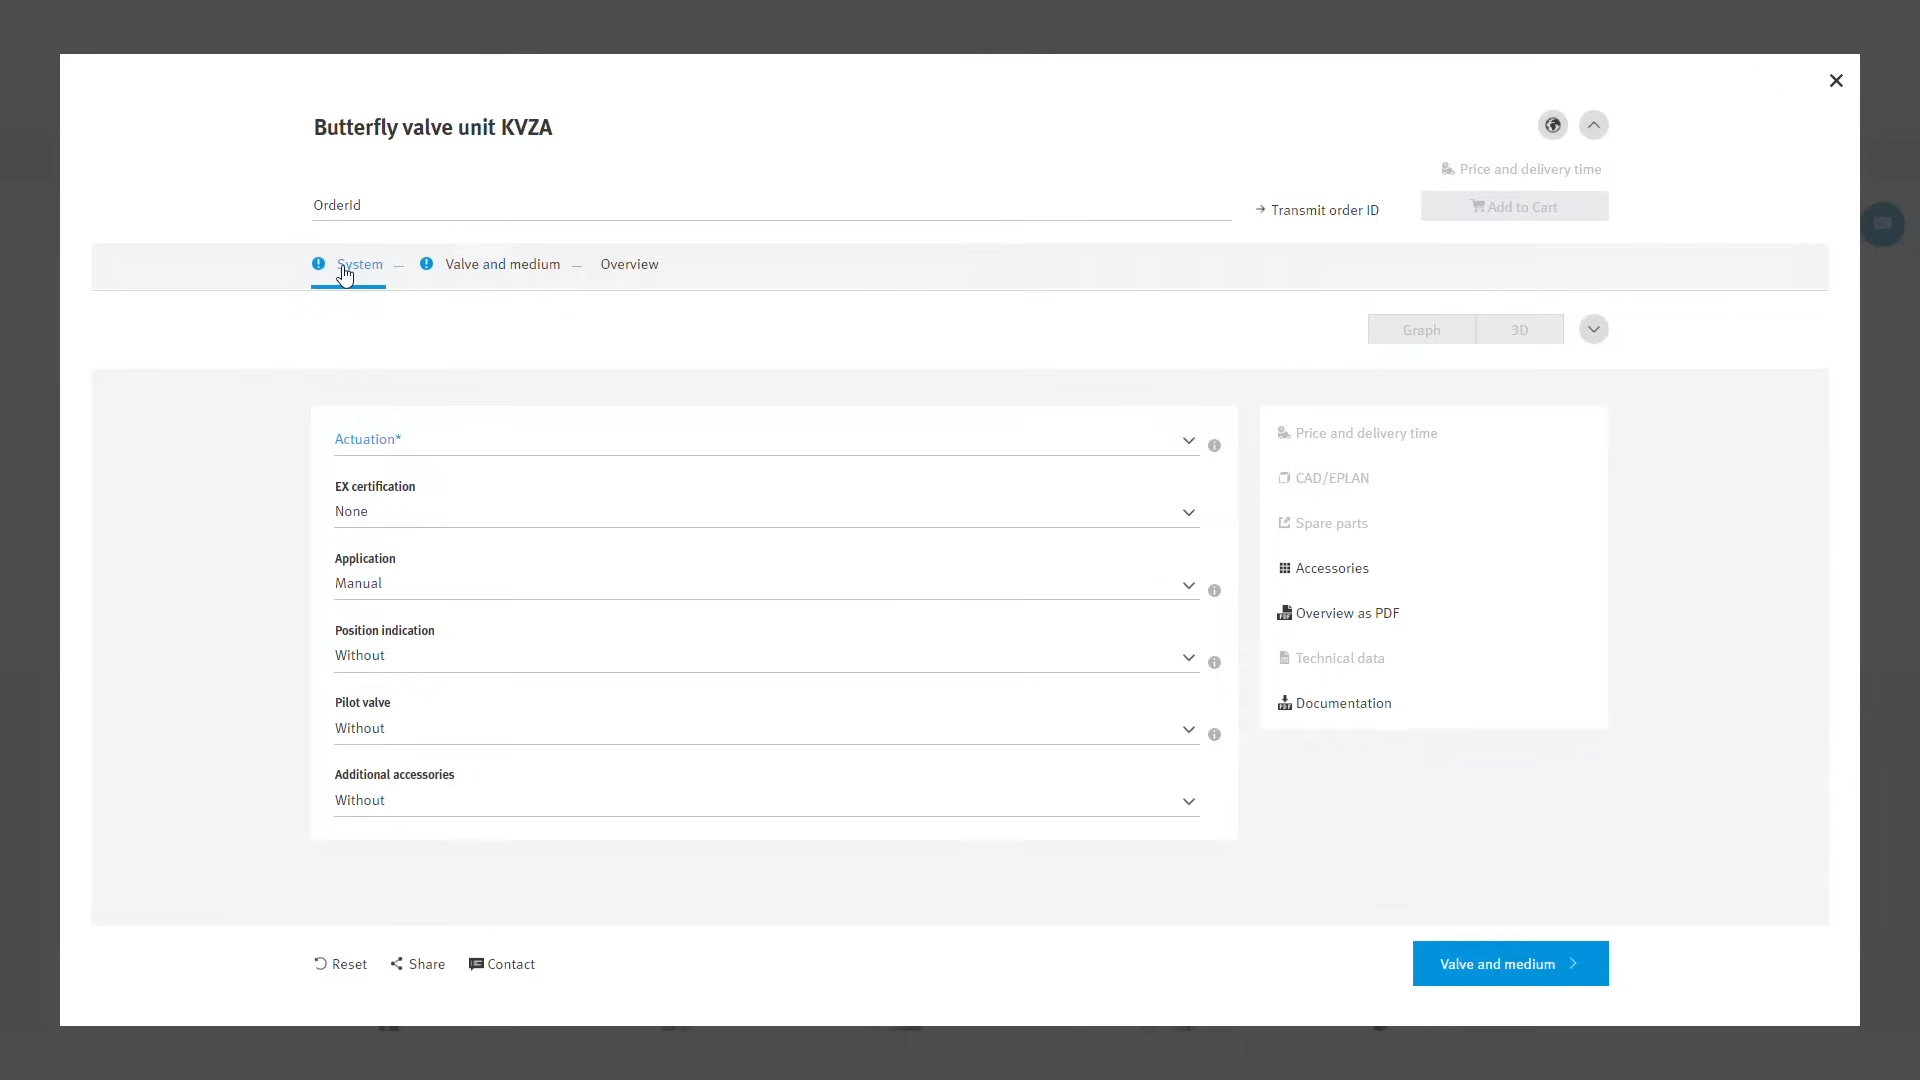 Butterfly valve unit KVZA
Price and delivery time
OrderId
Transmit order ID
Add to Cart
System — Valve and medium — Overview
Graph 3D
Actuation*
EX certification
None
Application
Manual
Position indication
Without
Pilot valve
Without
Additional accessories
Without
Price and delivery time
CAD/EPLAN
Spare parts
Accessories
Overview as PDF
Technical data
Documentation
Reset Share Contact
Valve and medium